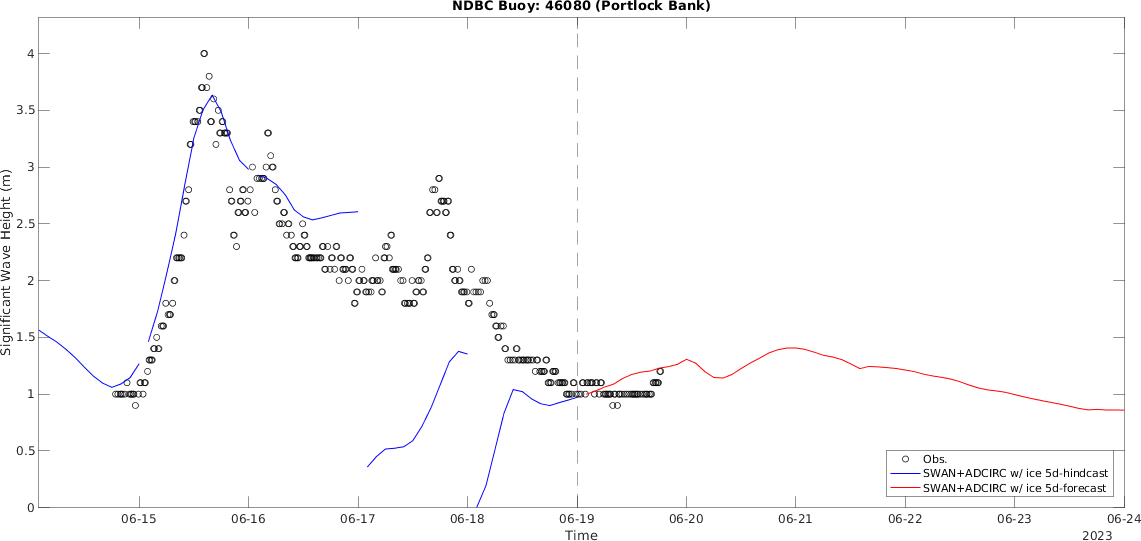 NDBC Buoy: 46080 (Portlock Bank)
4
3.5
3
2.5
2
1.5
1
0.5
0
Significant Wave Height (m)
Obs.
SWAN+ADCIRC w/ ice 5d-hindcast
SWAN+ADCIRC w/ ice 5d-forecast
06-15 06-16 06-17 06-18 06-19 06-20 06-21 06-22 06-23 06-24
Time
2023